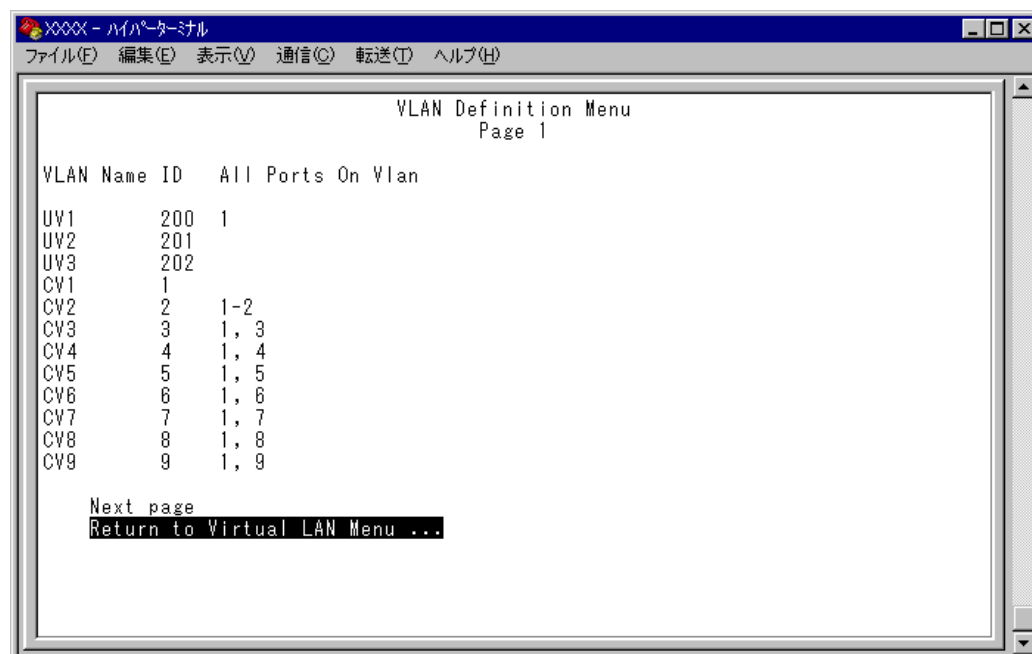 XXXX - ハイパーターミナル
ファイル(F) 編集(E) 表示(V) 通信(C) 転送(T) ヘルプ(H)
VLAN Definition Menu
Page 1
VLAN Name ID All Ports On Vlan
UV1 200 1
UV2 201
UV3 202
CV1 1
CV2 2 1-2
CV3 3 1, 3
CV4 4 1, 4
CV5 5 1, 5
CV6 6 1, 6
CV7 7 1, 7
CV8 8 1, 8
CV9 9 1, 9
Next page
Return to Virtual LAN Menu ...